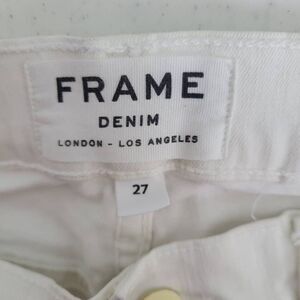 FRAME
DENIM
LONDON - LOS ANGELES
27